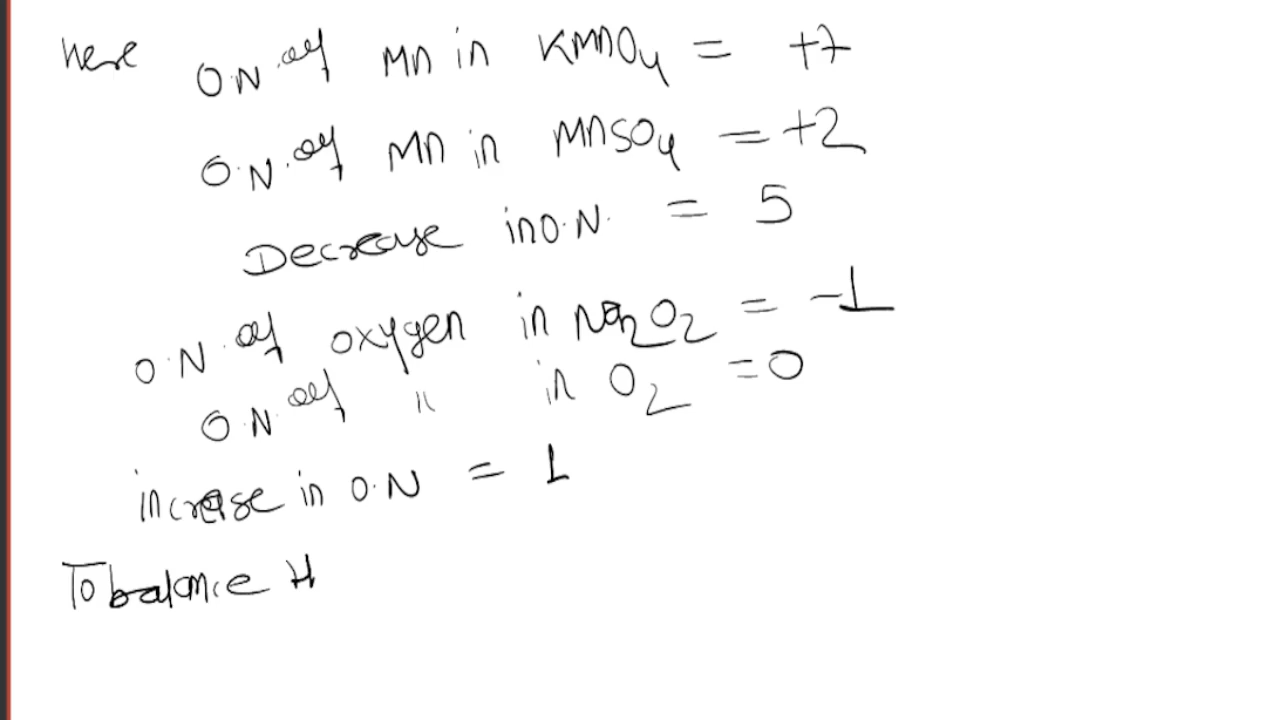 here O.N. of Mn in KMnO4 = +7
O.N. of Mn in MnSO4 = +2
Decrease in O.N. = 5
O.N. of oxygen in Na2O2 = -1
O.N of " in O2 = 0
increase in O.N = 1
To balance H